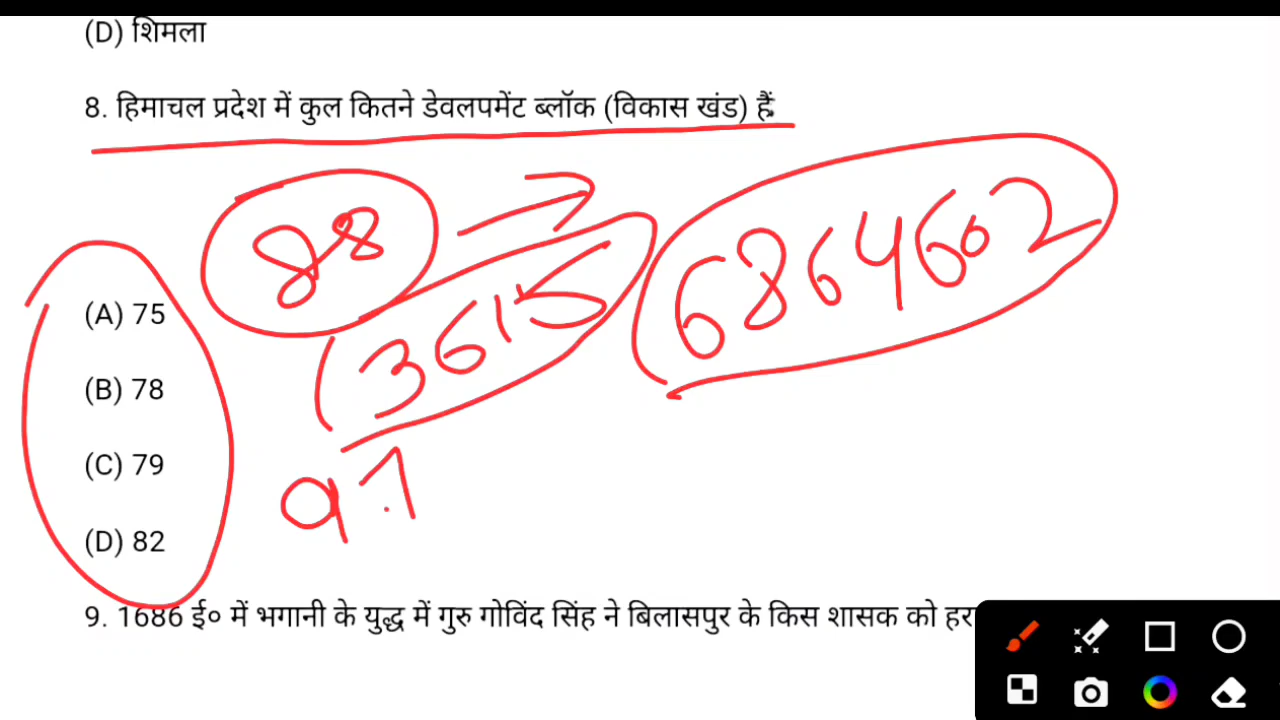 (D) शिमला
8. हिमाचल प्रदेश में कुल कितने डेवलपमेंट ब्लॉक (विकास खंड) हैं
88
6864602
3615
(A) 75
(B) 78
(C) 79
97
(D) 82
9. 1686 ई० में भगानी के युद्ध में गुरु गोविंद सिंह ने बिलासपुर के किस शासक को हर